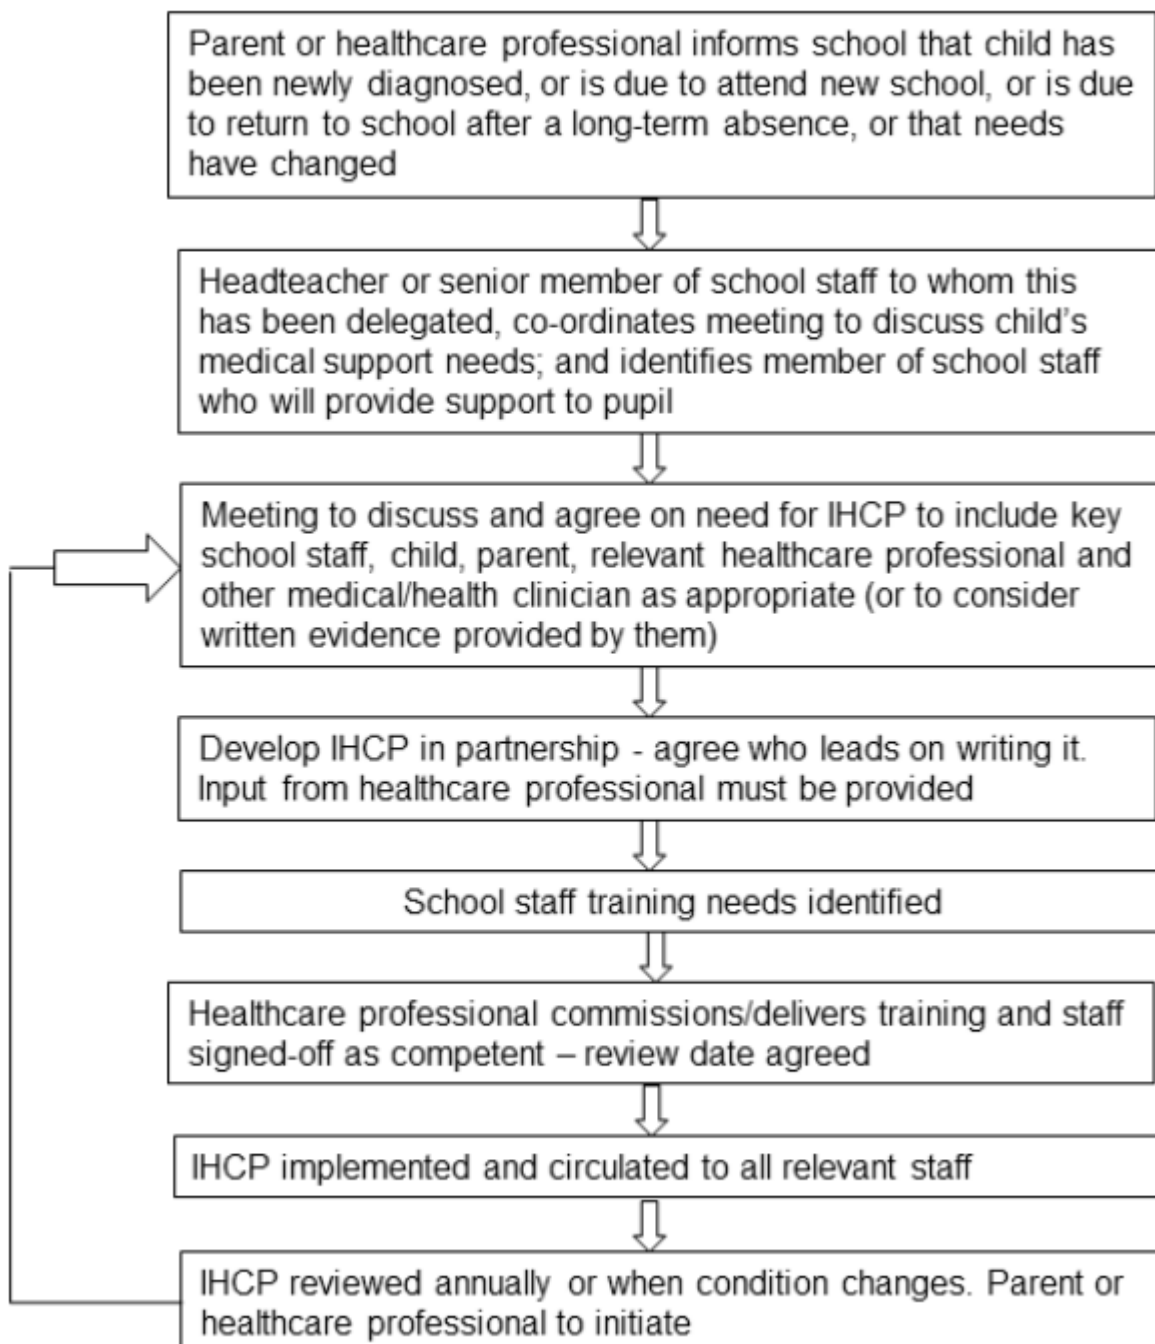 Parent or healthcare professional informs school that child has
been newly diagnosed, or is due to attend new school, or is due
to return to school after a long-term absence, or that needs
have changed
Headteacher or senior member of school staff to whom this
has been delegated, co-ordinates meeting to discuss child's
medical support needs; and identifies member of school staff
who will provide support to pupil
Meeting to discuss and agree on need for IHCP to include key
school staff, child, parent, relevant healthcare professional and
other medical/health clinician as appropriate (or to consider
written evidence provided by them)
Develop IHCP in partnership - agree who leads on writing it.
Input from healthcare professional must be provided
School staff training needs identified
Healthcare professional commissions/delivers training and staff
signed-off as competent – review date agreed
IHCP implemented and circulated to all relevant staff
IHCP reviewed annually or when condition changes. Parent or
healthcare professional to initiate